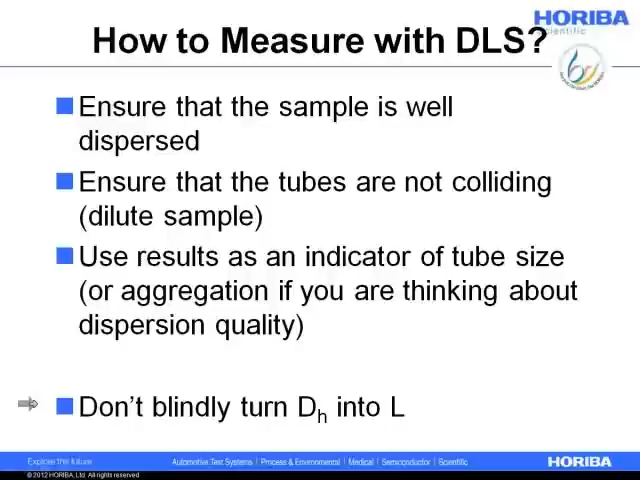 HORIBA
Scientific
How to Measure with DLS?
Ensure that the sample is well
dispersed
Ensure that the tubes are not colliding
(dilute sample)
Use results as an indicator of tube size
(or aggregation if you are thinking about
dispersion quality)
Don't blindly turn Dh into L
Explore the future
Automotive Test Systems | Process & Environmental | Medical | Semiconductor | Scientific
HORIBA
© 2012 HORIBA, Ltd. All rights reserved.